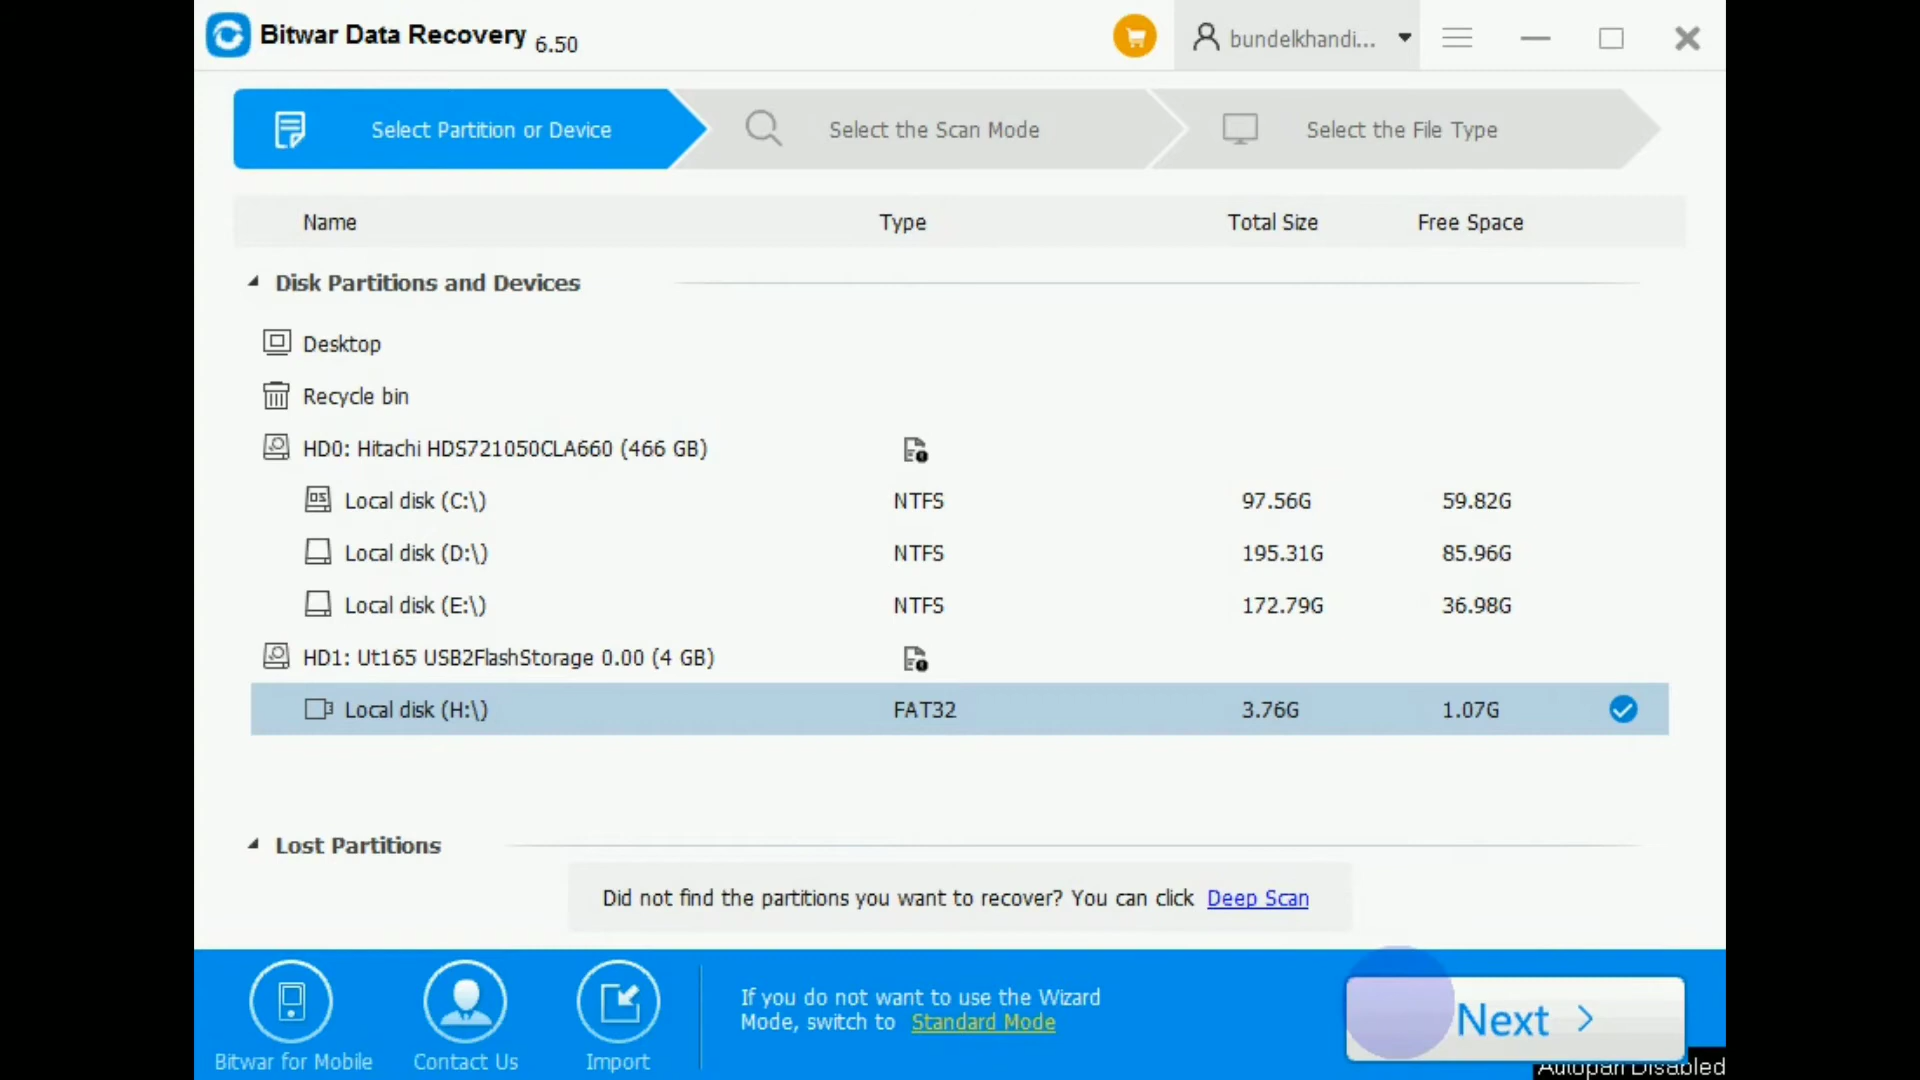 Bitwar Data Recovery 6.50
bundelkhandi...
Select Partition or Device
Select the Scan Mode
Select the File Type
Name Type Total Size Free Space
Disk Partitions and Devices
Desktop
Recycle bin
HD0: Hitachi HDS721050CLA660 (466 GB)
Local disk (C:\) NTFS 97.56G 59.82G
Local disk (D:\) NTFS 195.31G 85.96G
Local disk (E:\) NTFS 172.79G 36.98G
HD1: Ut165 USB2FlashStorage 0.00 (4 GB)
Local disk (H:\) FAT32 3.76G 1.07G
Lost Partitions
Did not find the partitions you want to recover? You can click Deep Scan
If you do not want to use the Wizard
Mode, switch to Standard Mode
Next
Bitwar for Mobile
Contact Us
Import
Autopan Disabled